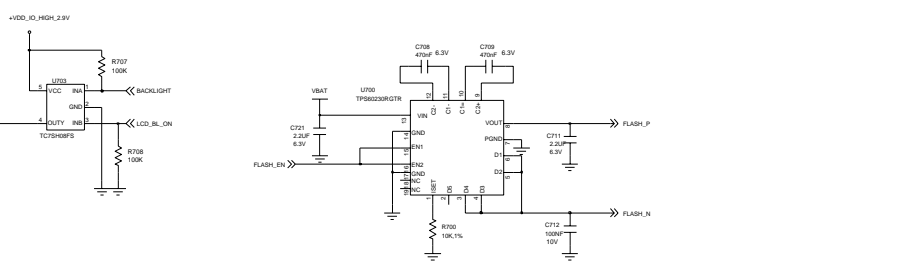 +VDD_IO_HIGH_2.9V
R707
100K
U703
5
VCC
INA
1
BACKLIGHT
GND
2
4
OUTY
INB
3
LCD_BL_ON
TC7SH08FS
R708
100K
C708
470nF
6.3V
C709
470nF
6.3V
VBAT
U700
TPS60230RGTR
12
11
10
9
C2-
C1-
C1+
C2+
13
VIN
VOUT
8
FLASH_P
C721
2.2UF
6.3V
14
GND
PGND
7
C711
2.2UF
6.3V
EN1
D1
6
FLASH_EN
EN2
D2
5
GND
NC
NC
ISET
D5
D4
D3
1
2
3
4
FLASH_N
R700
10K,1%
C712
100NF
10V